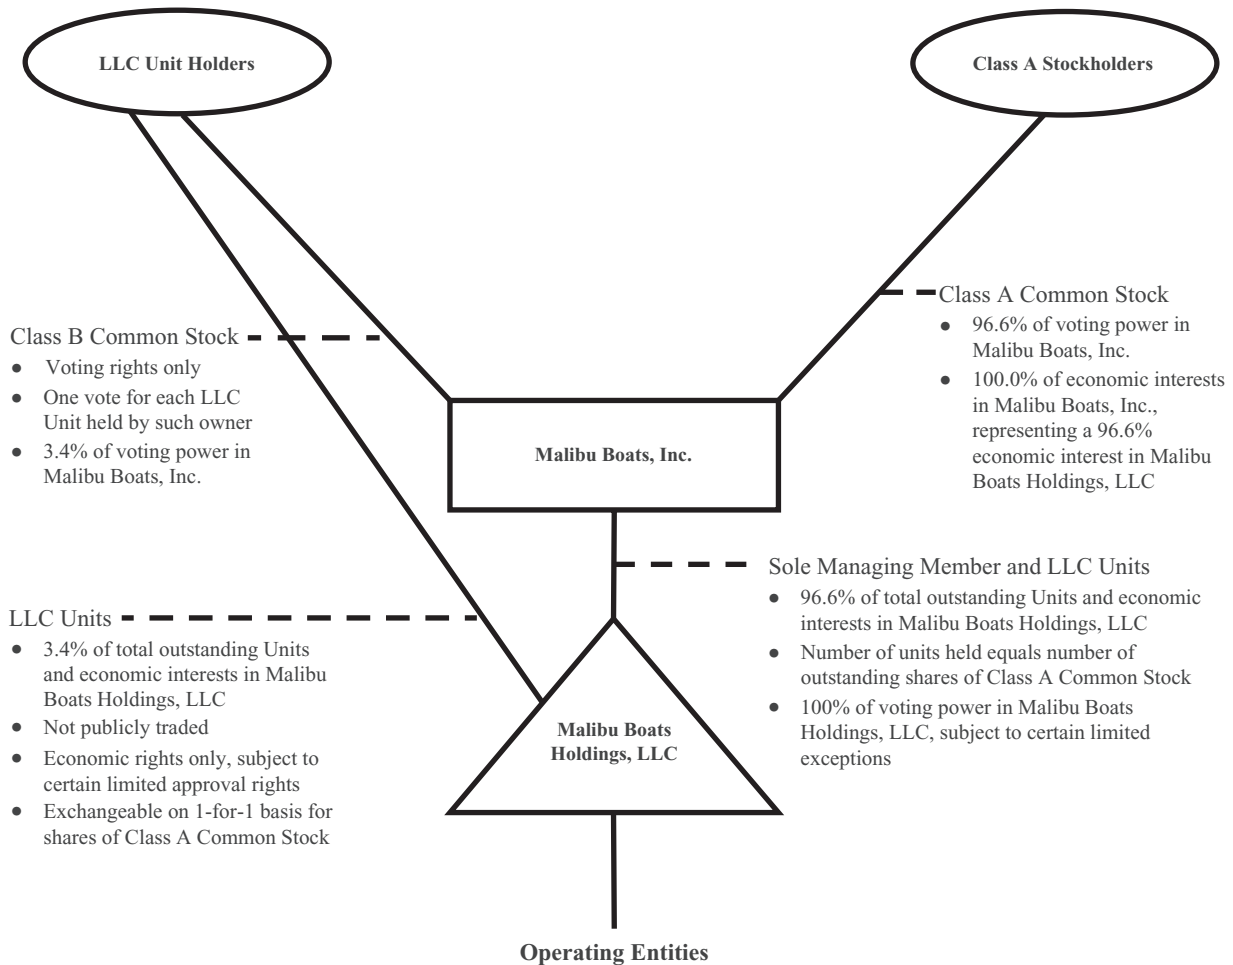 LLC Unit Holders
Class A Stockholders
Class A Common Stock
● 96.6% of voting power in
Malibu Boats, Inc.
● 100.0% of economic interests
in Malibu Boats, Inc.,
representing a 96.6%
economic interest in Malibu
Boats Holdings, LLC
Class B Common Stock
● Voting rights only
● One vote for each LLC
Unit held by such owner
● 3.4% of voting power in
Malibu Boats, Inc.
Malibu Boats, Inc.
Sole Managing Member and LLC Units
● 96.6% of total outstanding Units and economic
interests in Malibu Boats Holdings, LLC
● Number of units held equals number of
outstanding shares of Class A Common Stock
● 100% of voting power in Malibu Boats
Holdings, LLC, subject to certain limited
exceptions
LLC Units
● 3.4% of total outstanding Units
and economic interests in Malibu
Boats Holdings, LLC
● Not publicly traded
● Economic rights only, subject to
certain limited approval rights
● Exchangeable on 1-for-1 basis for
shares of Class A Common Stock
Malibu Boats
Holdings, LLC
Operating Entities